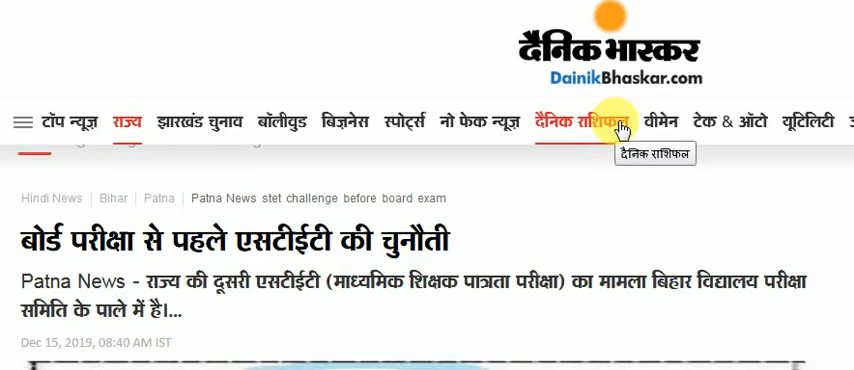 दैनिक भास्कर
DainikBhaskar.com
टॉप न्यूज़ राज्य झारखंड चुनाव बॉलीवुड बिज़नेस स्पोर्ट्स नो फेक न्यूज़ दैनिक राशिफल वीमेन टेक & ऑटो यूटिलिटी
दैनिक राशिफल
Hindi News Bihar Patna Patna News stet challenge before board exam
बोर्ड परीक्षा से पहले एसटीईटी की चुनौती
Patna News - राज्य की दूसरी एसटीईटी (माध्यमिक शिक्षक पात्रता परीक्षा) का मामला बिहार विद्यालय परीक्षा
समिति के पाले में है।...
Dec 15, 2019, 08:40 AM IST